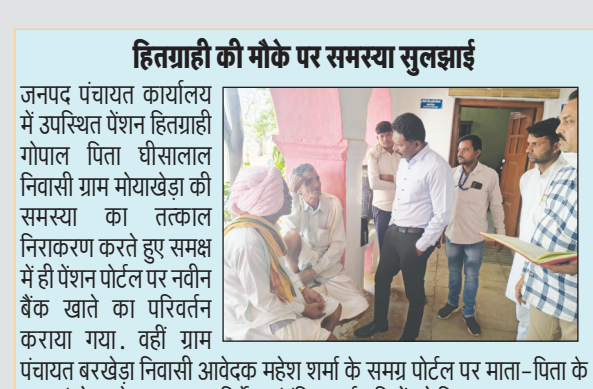 हितग्राही की मौके पर समस्या सुलझाई
जनपद पंचायत कार्यालय
में उपस्थित पेंशन हितग्राही
गोपाल पिता घीसालाल
निवासी ग्राम मोयाखेड़ा की
समस्या का तत्काल
निराकरण करते हुए समक्ष
में ही पेंशन पोर्टल पर नवीन
बैंक खाते का परिवर्तन
कराया गया. वहीं ग्राम
पंचायत बरखेड़ा निवासी आवेदक महेश शर्मा के समग्र पोर्टल पर माता-पिता के